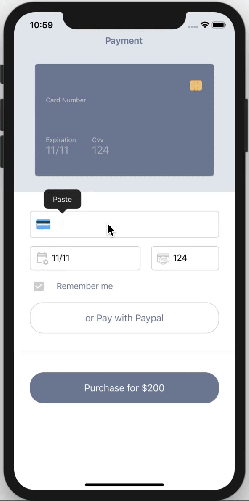 10:59
Payment
Card Number
Expiration Cvv
11/11 124
Paste
11/11 124
Remember me
or Pay with Paypal
Purchase for $200